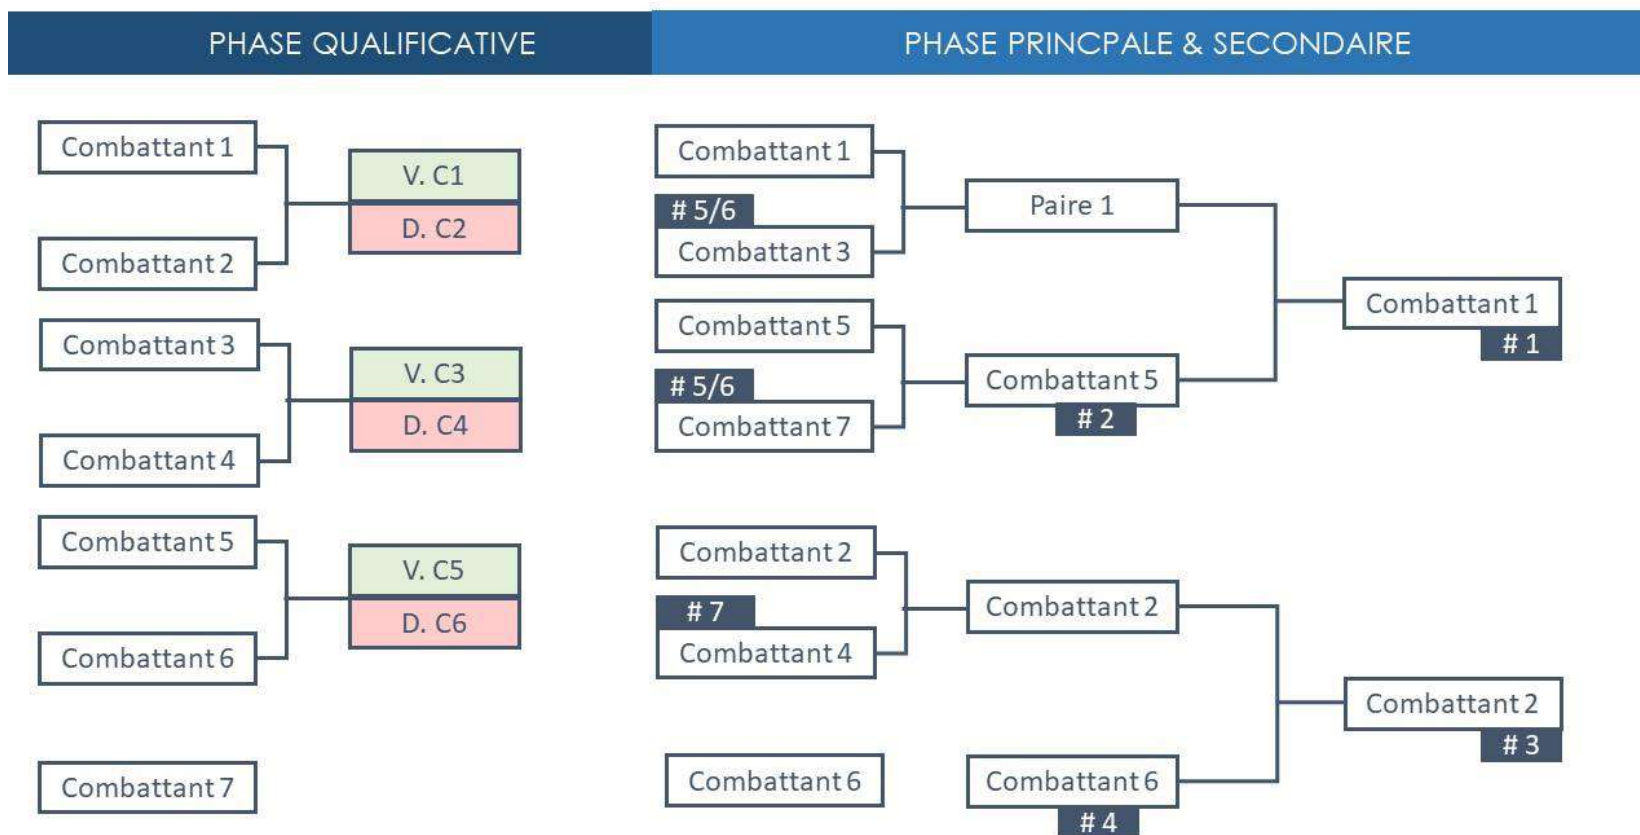 PHASE QUALIFICATIVE
PHASE PRINCPALE & SECONDAIRE
Combattant 1
V. C1
D. C2
Combattant 2
Combattant 3
V. C3
D. C4
Combattant 4
Combattant 5
V. C5
D. C6
Combattant 6
Combattant 7
Combattant 1
# 5/6
Combattant 3
Combattant 5
# 5/6
Combattant 7
Paire 1
Combattant 5
# 2
Combattant 1
# 1
Combattant 2
# 7
Combattant 4
Combattant 6
Combattant 2
Combattant 6
# 4
Combattant 2
# 3